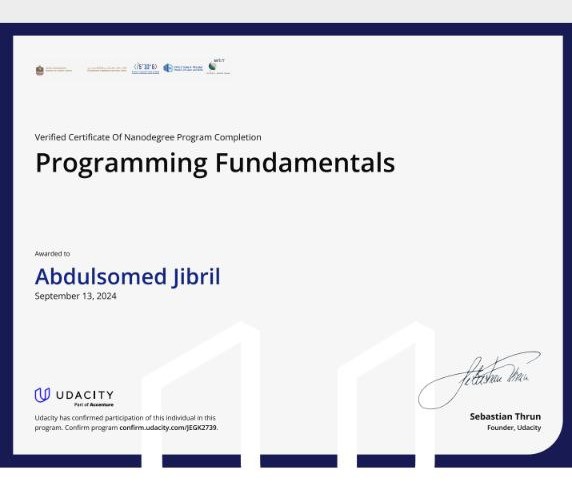 Verified Certificate Of Nanodegree Program Completion
Programming Fundamentals
Awarded to
Abdulsomed Jibril
September 13, 2024
UDACITY
Part of Accenture
Udacity has confirmed participation of this individual in this
program. Confirm program confirm.udacity.com/JEGK2739.
Sebastian Thrun
Founder, Udacity